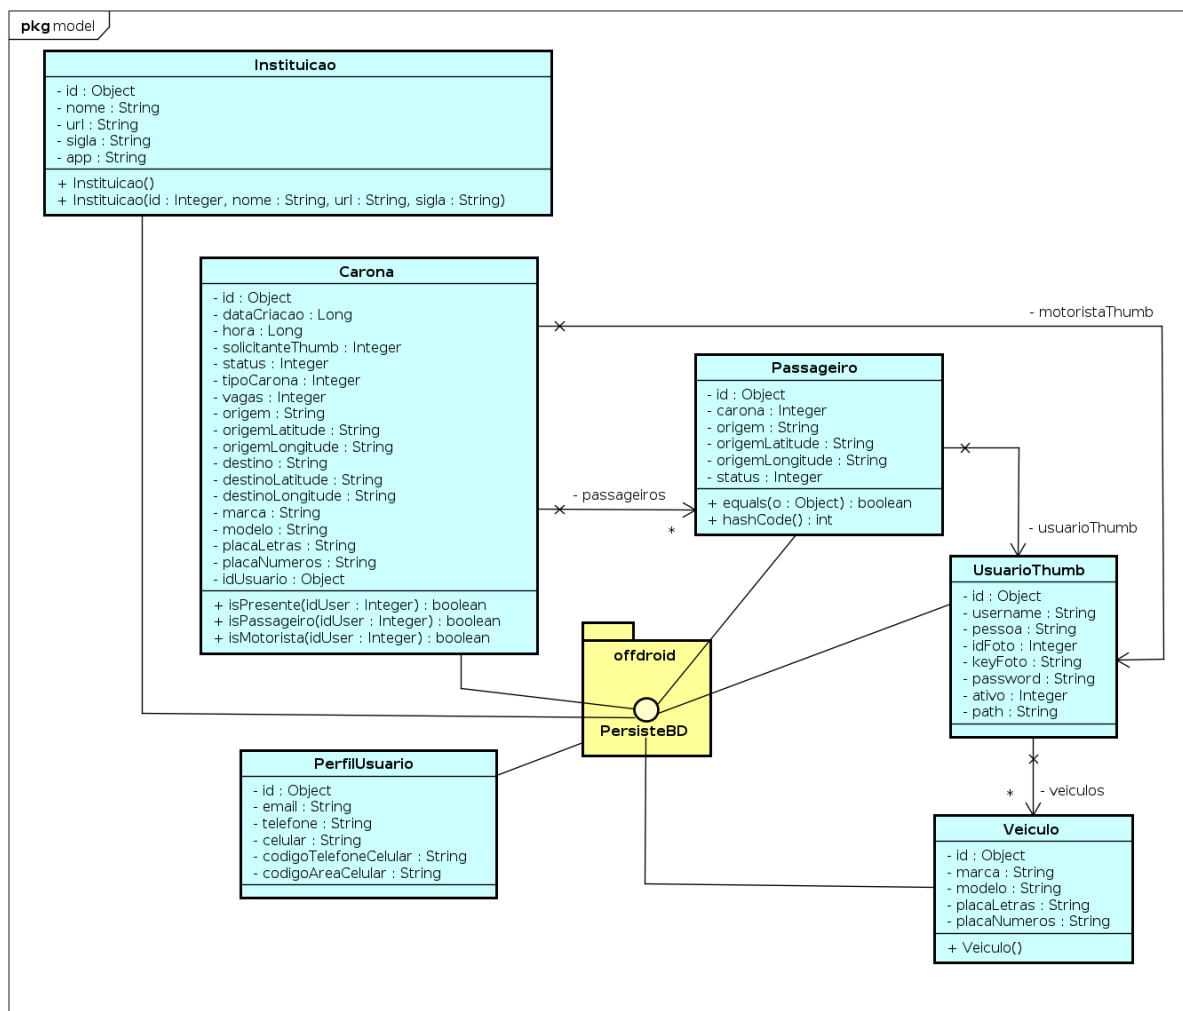 pkg model
Instituicao
- id : Object
- nome : String
- url : String
- sigla : String
- app : String
+ Instituicao()
+ Instituicao(id : Integer, nome : String, url : String, sigla : String)
Carona
- id : Object
- dataCriacao : Long
- hora : Long
- solicitanteThumb : Integer
- status : Integer
- tipoCarona : Integer
- vagas : Integer
- origem : String
- origemLatitude : String
- origemLongitude : String
- destino : String
- destinoLatitude : String
- destinoLongitude : String
- marca : String
- modelo : String
- placaLetras : String
- placaNumeros : String
- idUsuario : Object
+ isPresente(idUser : Integer) : boolean
+ isPassageiro(idUser : Integer) : boolean
+ isMotorista(idUser : Integer) : boolean
- motoristaThumb
- passageiros
*
Passageiro
- id : Object
- carona : Integer
- origem : String
- origemLatitude : String
- origemLongitude : String
- status : Integer
+ equals(o : Object) : boolean
+ hashCode() : int
- usuarioThumb
UsuarioThumb
- id : Object
- username : String
- pessoa : String
- idFoto : Integer
- keyFoto : String
- password : String
- ativo : Integer
- path : String
offdroid
PersisteBD
PerfilUsuario
- id : Object
- email : String
- telefone : String
- celular : String
- codigoTelefoneCelular : String
- codigoAreaCelular : String
* - veiculos
Veiculo
- id : Object
- marca : String
- modelo : String
- placaLetras : String
- placaNumeros : String
+ Veiculo()